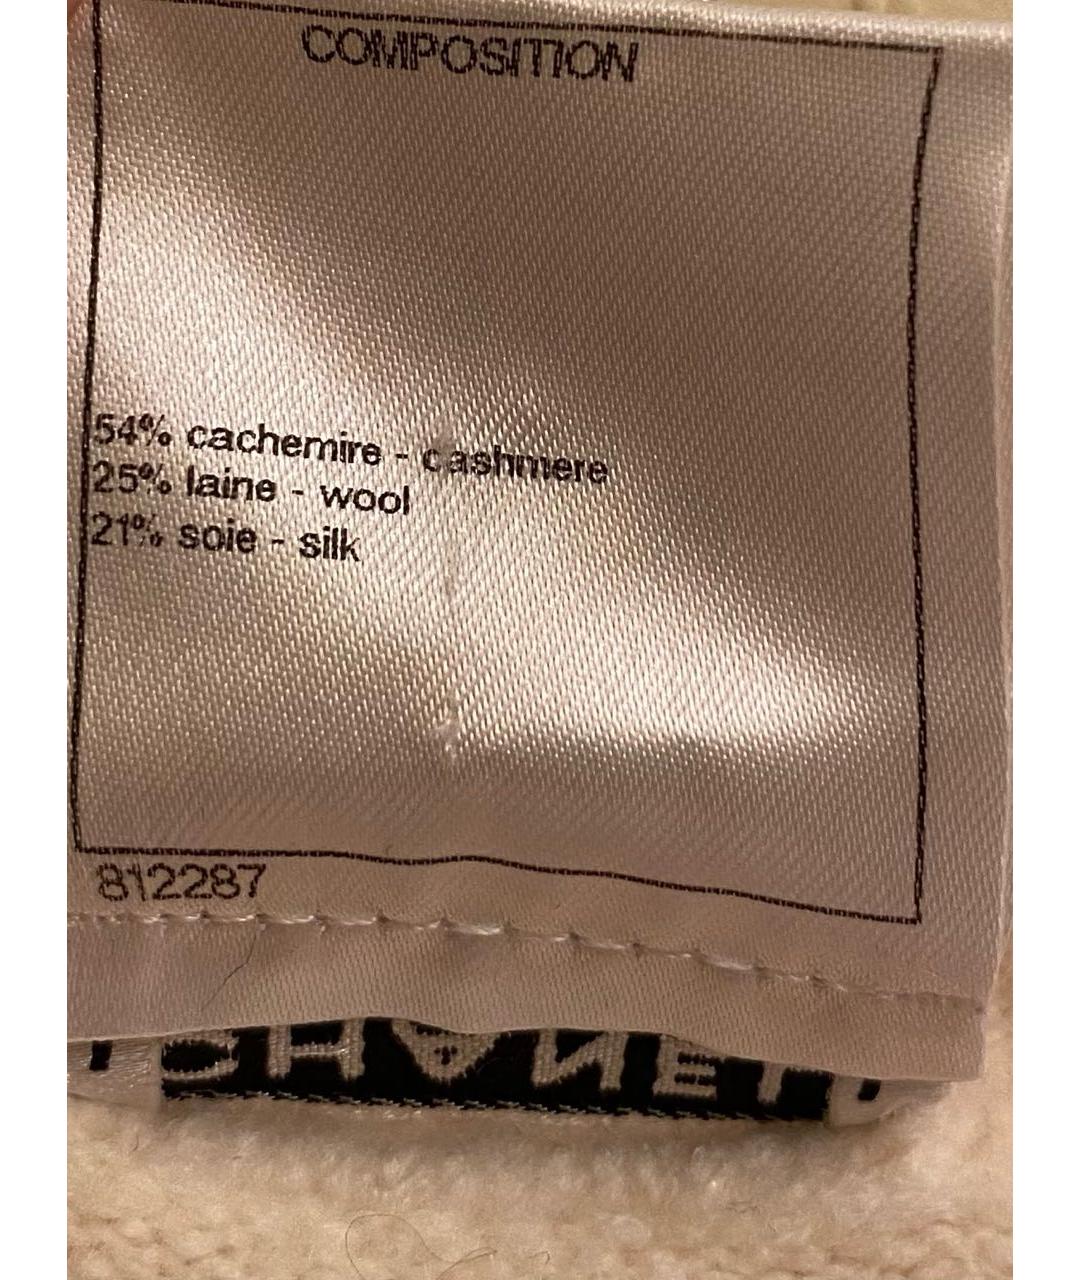 COMPOSITION
54% cachemire - cashmere
25% laine - wool
21% soie - silk
812287
CHANEL